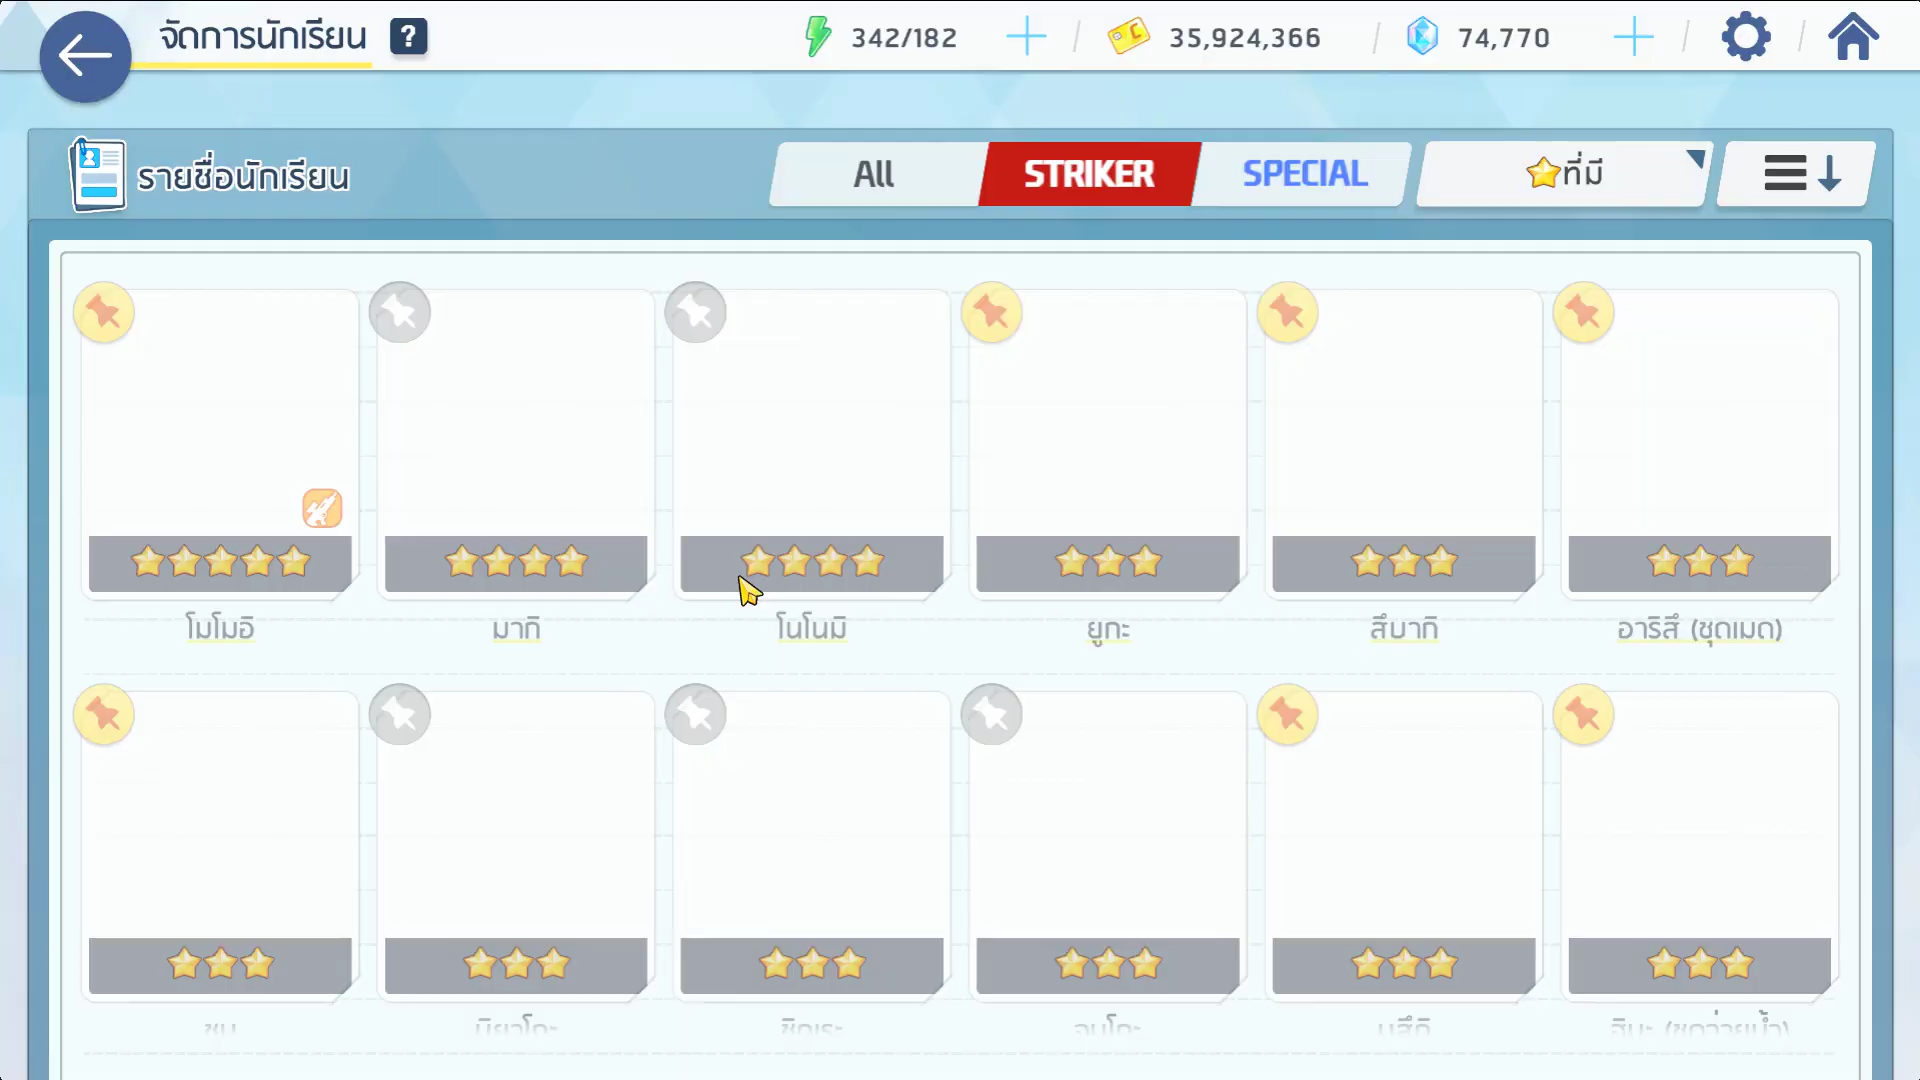 จัดการนักเรียน ?
342/182
35,924,366
74,770
รายชื่อนักเรียน
All
STRIKER
SPECIAL
ที่มี
โมโมอิ
มากิ
โนโนมิ
ยูกะ
สึบากิ
อาริสึ (ชุดเมด)